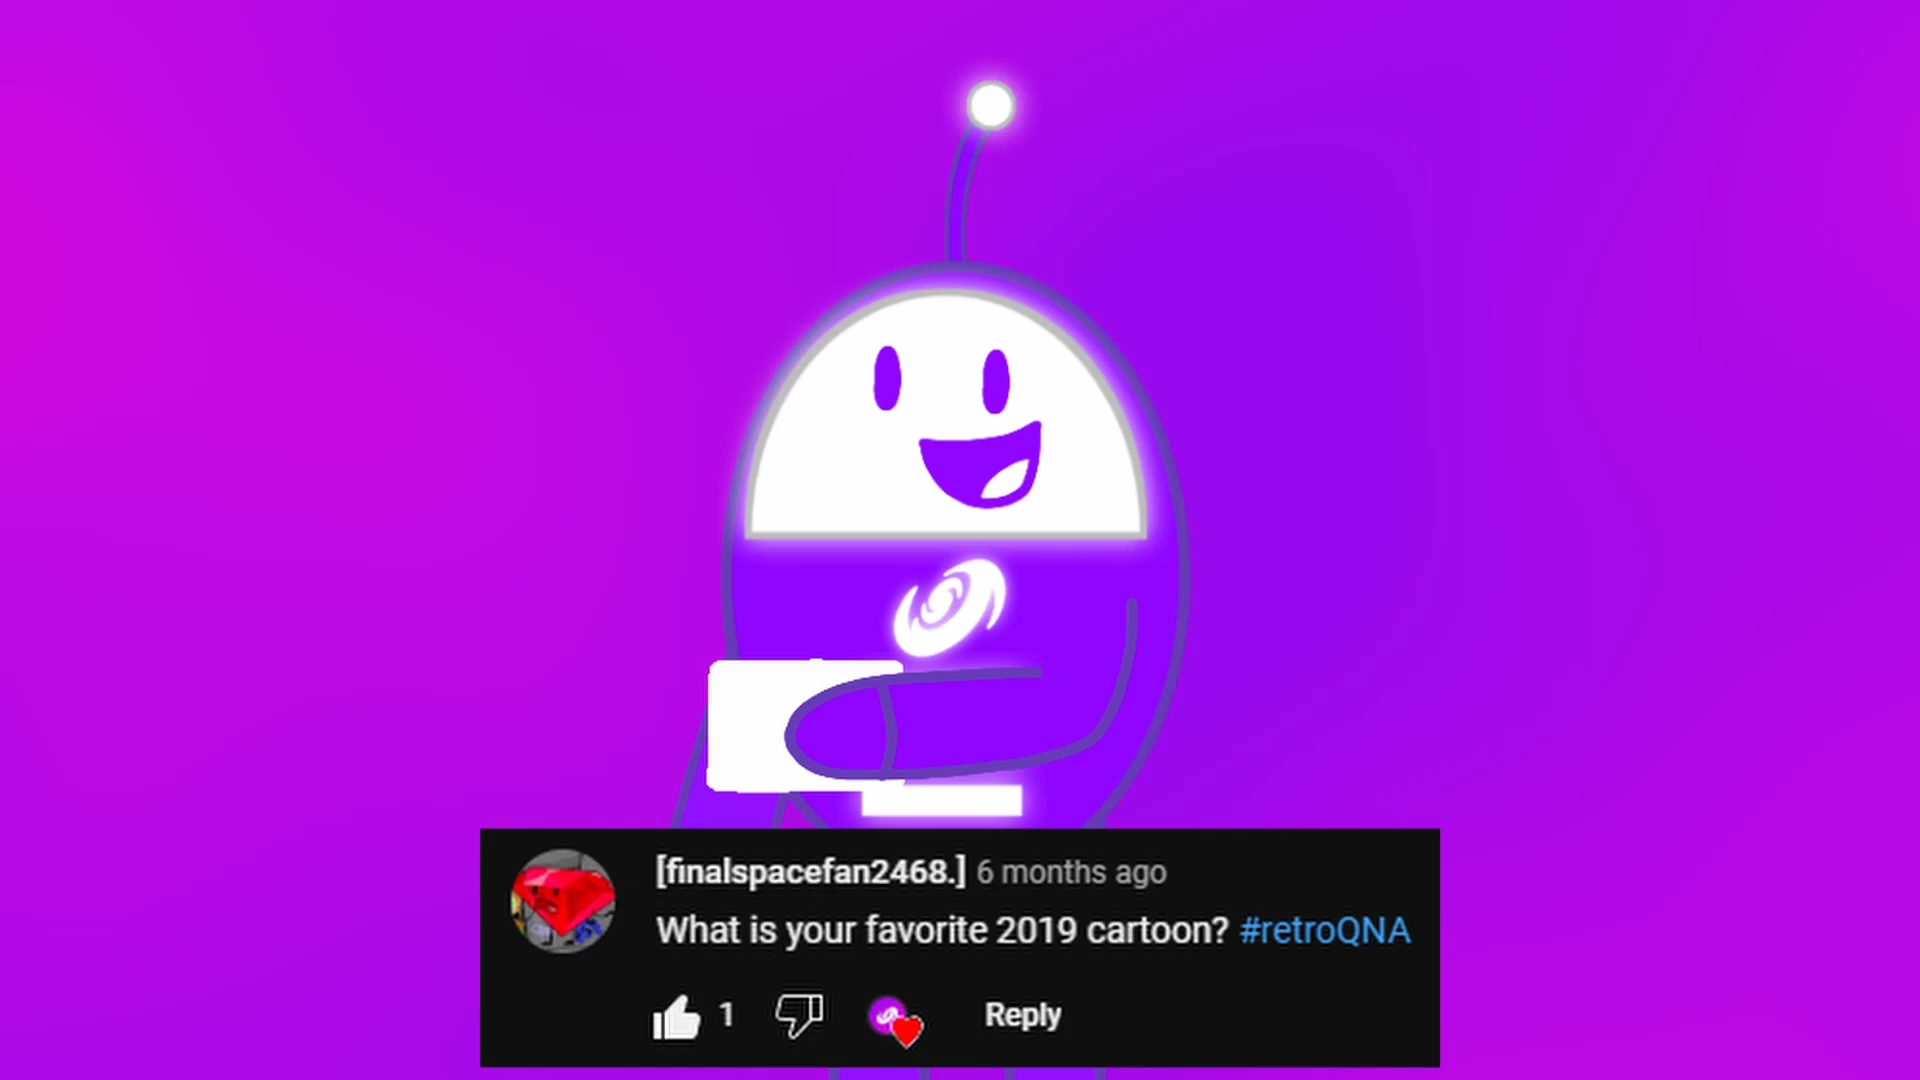 [finalspacefan2468.] 6 months ago
What is your favorite 2019 cartoon? #retroQNA
1 Reply